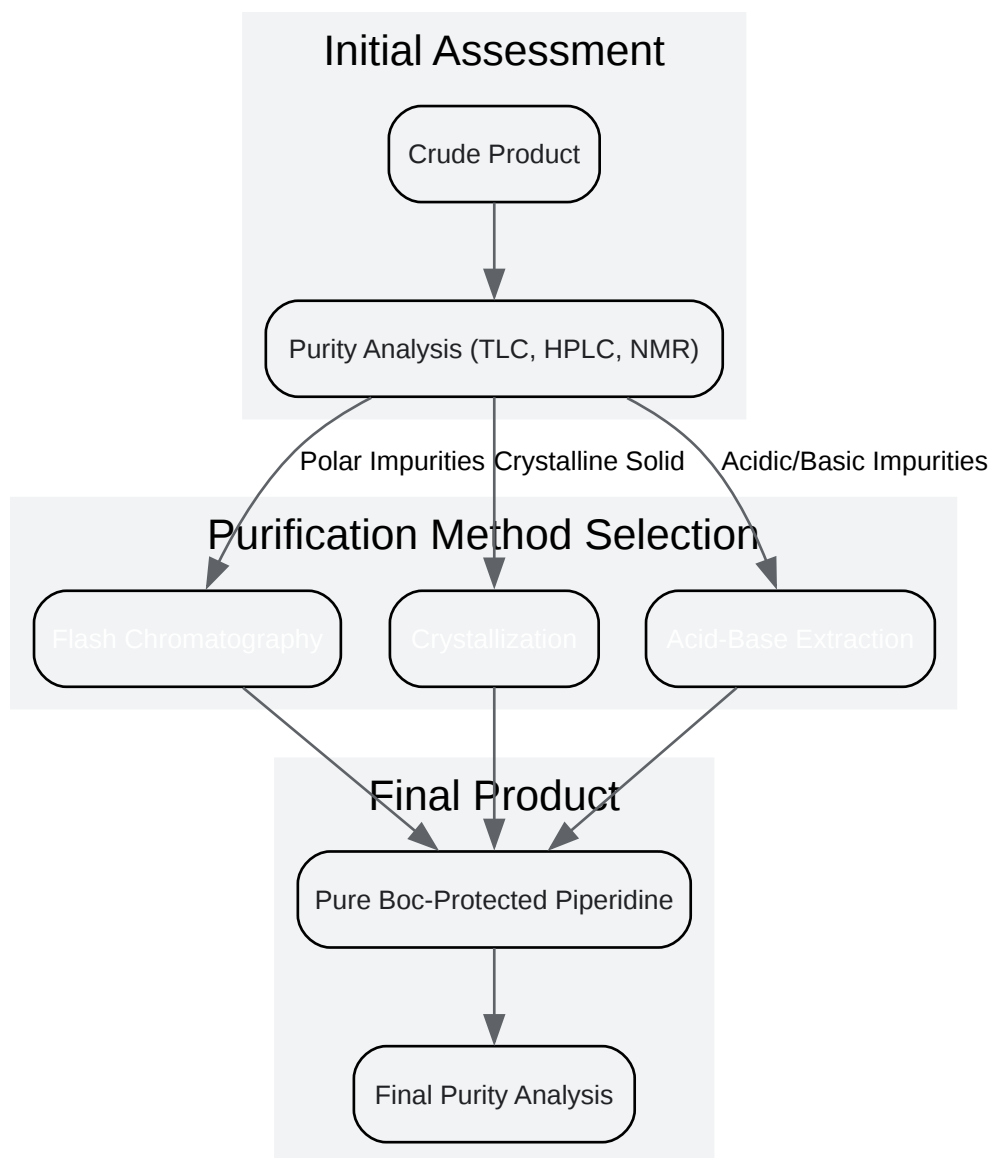 Initial Assessment
Crude Product
Purity Analysis (TLC, HPLC, NMR)
Polar Impurities
Crystalline Solid
Acidic/Basic Impurities
Purification Method Selection
Flash Chromatography
Crystallization
Acid-Base Extraction
Final Product
Pure Boc-Protected Piperidine
Final Purity Analysis